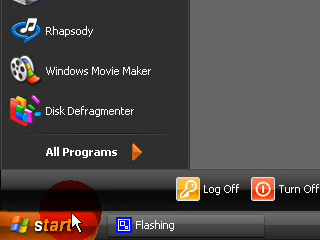 Rhapsody
Windows Movie Maker
Disk Defragmenter
All Programs
Log Off
Turn Off
start
Flashing